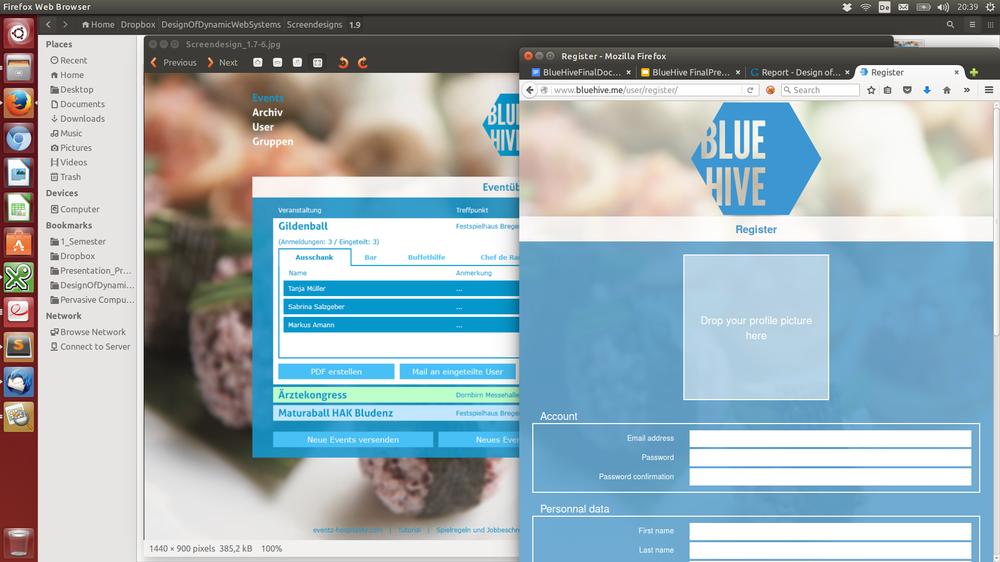 Firefox Web Browser
De
20:39
Home Dropbox DesignOfDynamicWebSystems Screendesigns 1.9
Places
Recent
Home
Desktop
Documents
Downloads
Music
Pictures
Videos
Trash
Devices
Computer
Bookmarks
1_Semester
Dropbox
Presentation_Pr...
DesignOfDynami...
Pervasive Compu...
Network
Browse Network
Connect to Server
Screendesign_1.7-6.jpg
Previous Next
Events
Archiv
User
Gruppen
BLUE
HIVE
Eventüb
Veranstaltung Treffpunkt
Gildenball Festspielhaus Brege
(Anmeldungen: 3 / Eingeteilt: 3)
Ausschank Bar Buffethilfe Chef de Ra
Name Anmerkung
Tanja Müller ...
Sabrina Salzgeber ...
Markus Amann ...
PDF erstellen Mail an eingeteilte User
Ärztekongress Dornbirn Messehalle
Maturaball HAK Bludenz Festspielhaus Brege
Neue Events versenden Neues Even
Tutorial | Spielregeln und Jobbeschr
1440 × 900 pixels 385,2 kB 100%
Register - Mozilla Firefox
BlueHiveFinalDoc... BlueHive FinalPre... Report - Design of... Register
www.bluehive.me/user/register/
Search
BLUE
HIVE
Register
Drop your profile picture
here
Account
Email address
Password
Password confirmation
Personnal data
First name
Last name